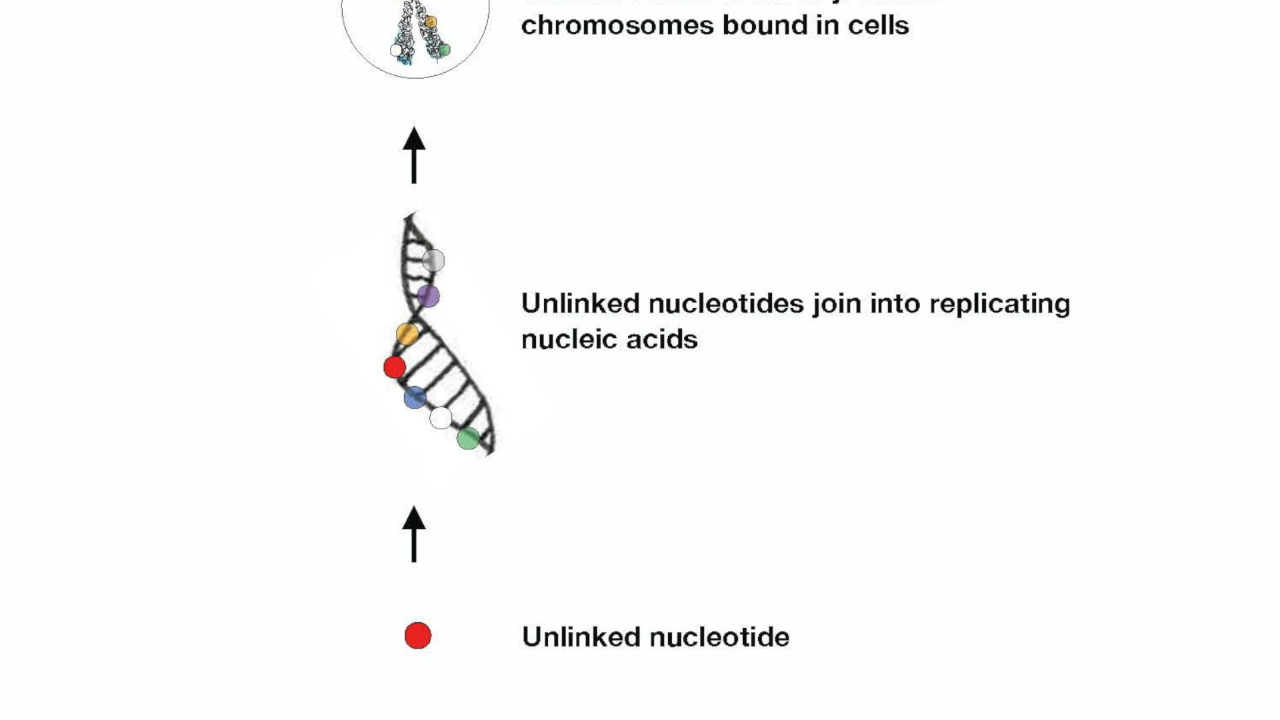 chromosomes bound in cells
Unlinked nucleotides join into replicating
nucleic acids
Unlinked nucleotide